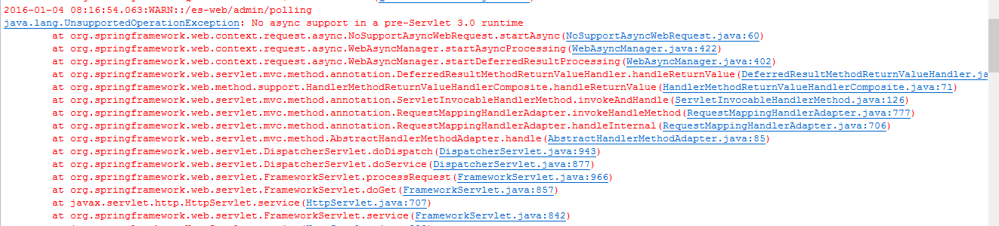 2016-01-04 08:16:54.063:WARN::/es-web/admin/polling
java.lang.UnsupportedOperationException: No async support in a pre-Servlet 3.0 runtime
at org.springframework.web.context.request.async.NoSupportAsyncWebRequest.startAsync(NoSupportAsyncWebRequest.java:60)
at org.springframework.web.context.request.async.WebAsyncManager.startAsyncProcessing(WebAsyncManager.java:422)
at org.springframework.web.context.request.async.WebAsyncManager.startDeferredResultProcessing(WebAsyncManager.java:402)
at org.springframework.web.servlet.mvc.method.annotation.DeferredResultMethodReturnValueHandler.handleReturnValue(DeferredResultMethodReturnValueHandler.ja
at org.springframework.web.method.support.HandlerMethodReturnValueHandlerComposite.handleReturnValue(HandlerMethodReturnValueHandlerComposite.java:71)
at org.springframework.web.servlet.mvc.method.annotation.ServletInvocableHandlerMethod.invokeAndHandle(ServletInvocableHandlerMethod.java:126)
at org.springframework.web.servlet.mvc.method.annotation.RequestMappingHandlerAdapter.invokeHandleMethod(RequestMappingHandlerAdapter.java:777)
at org.springframework.web.servlet.mvc.method.annotation.RequestMappingHandlerAdapter.handleInternal(RequestMappingHandlerAdapter.java:706)
at org.springframework.web.servlet.mvc.method.AbstractHandlerMethodAdapter.handle(AbstractHandlerMethodAdapter.java:85)
at org.springframework.web.servlet.DispatcherServlet.doDispatch(DispatcherServlet.java:943)
at org.springframework.web.servlet.DispatcherServlet.doService(DispatcherServlet.java:877)
at org.springframework.web.servlet.FrameworkServlet.processRequest(FrameworkServlet.java:966)
at org.springframework.web.servlet.FrameworkServlet.doGet(FrameworkServlet.java:857)
at javax.servlet.http.HttpServlet.service(HttpServlet.java:707)
at org.springframework.web.servlet.FrameworkServlet.service(FrameworkServlet.java:842)